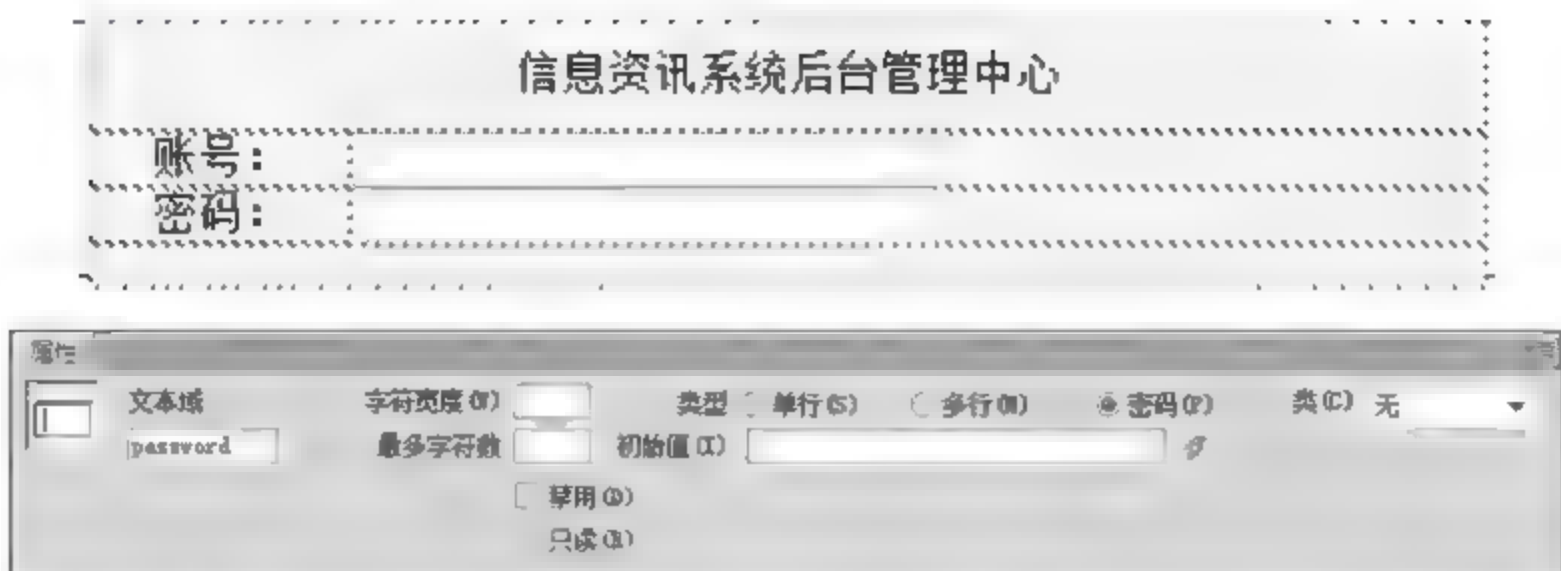 信息资讯系统后台管理中心
账号:
密码:
属性
文本域 字符宽度(W) 类型 单行(S) 多行(M) 密码(P) 类(C) 无
password 最多字符数 初始值(I)
禁用(D)
只读(R)